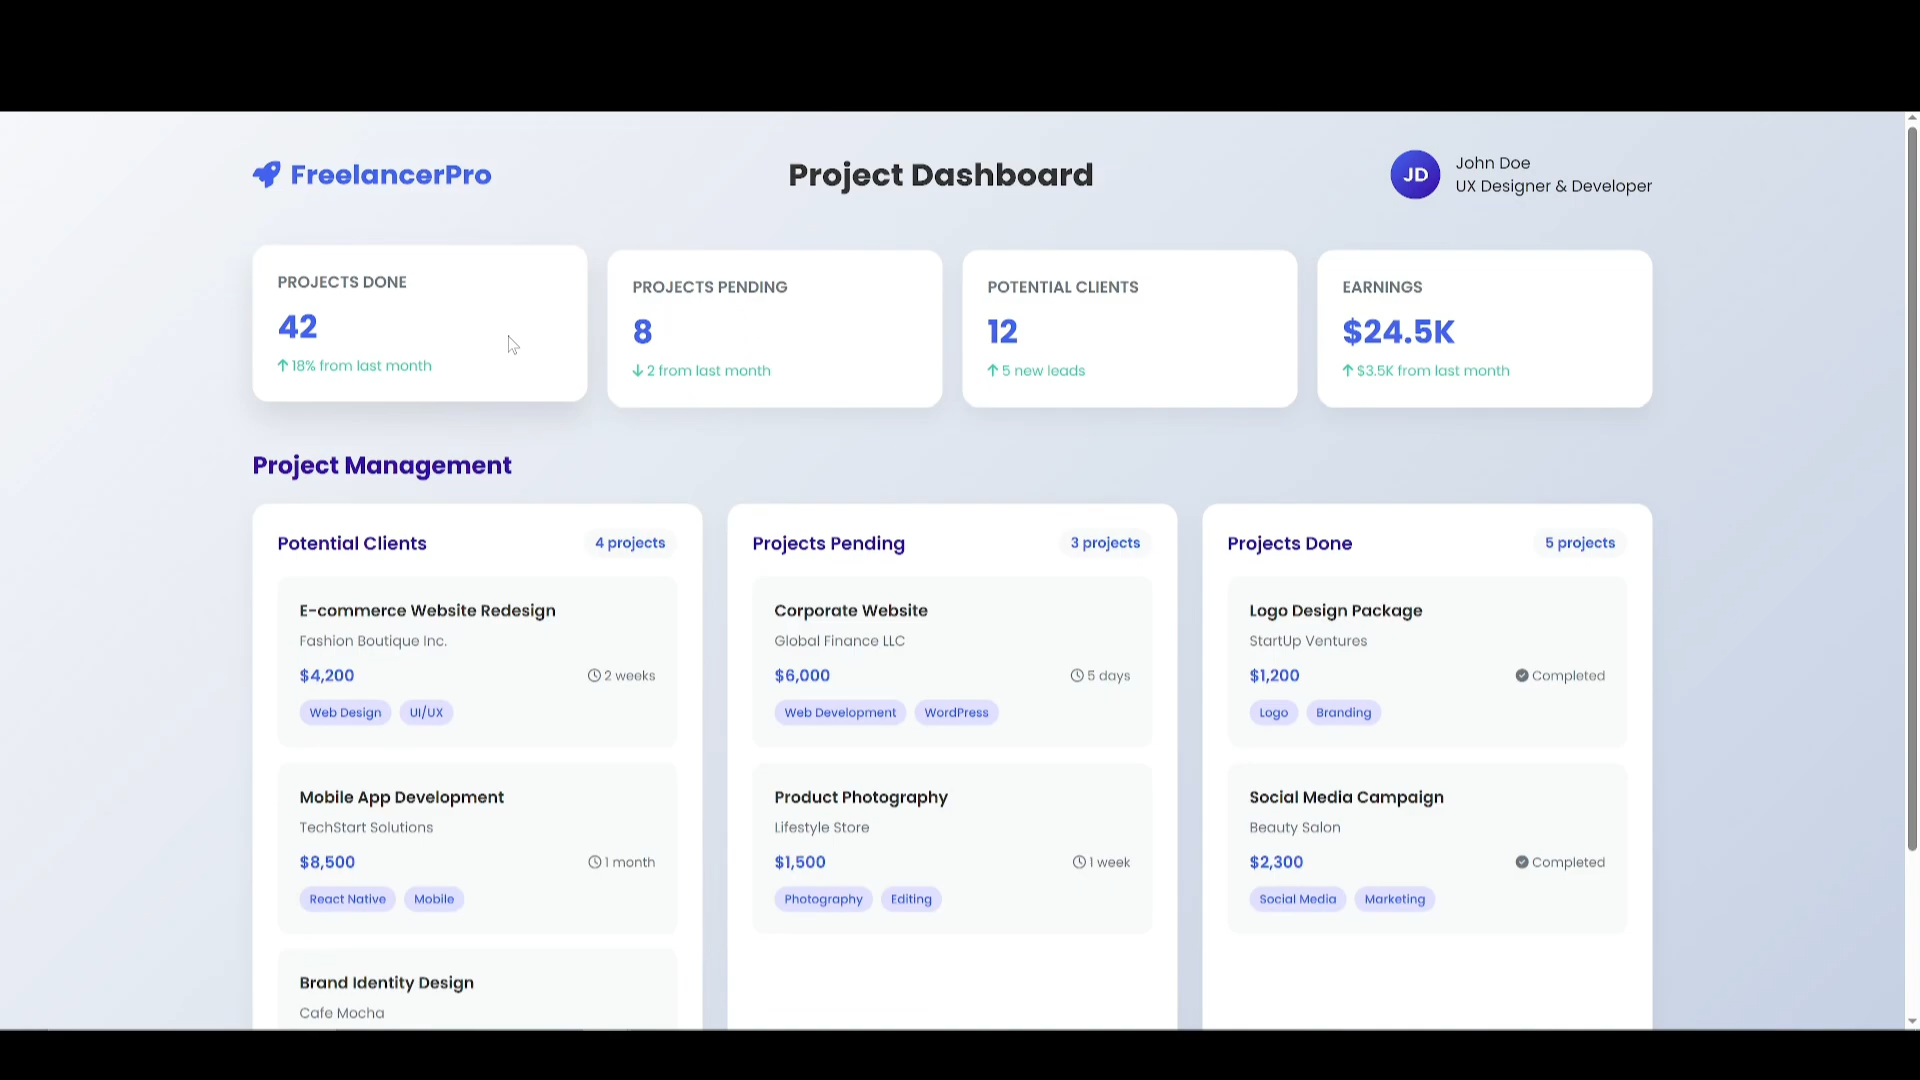 FreelancerPro
Project Dashboard
JD
John Doe
UX Designer & Developer
PROJECTS DONE
42
18% from last month
PROJECTS PENDING
8
2 from last month
POTENTIAL CLIENTS
12
5 new leads
EARNINGS
$24.5K
$3.5K from last month
Project Management
Potential Clients
4 projects
E-commerce Website Redesign
Fashion Boutique Inc.
$4,200
2 weeks
Web Design
UI/UX
Mobile App Development
TechStart Solutions
$8,500
1 month
React Native
Mobile
Brand Identity Design
Cafe Mocha
Projects Pending
3 projects
Corporate Website
Global Finance LLC
$6,000
5 days
Web Development
WordPress
Product Photography
Lifestyle Store
$1,500
1 week
Photography
Editing
Projects Done
5 projects
Logo Design Package
StartUp Ventures
$1,200
Completed
Logo
Branding
Social Media Campaign
Beauty Salon
$2,300
Completed
Social Media
Marketing